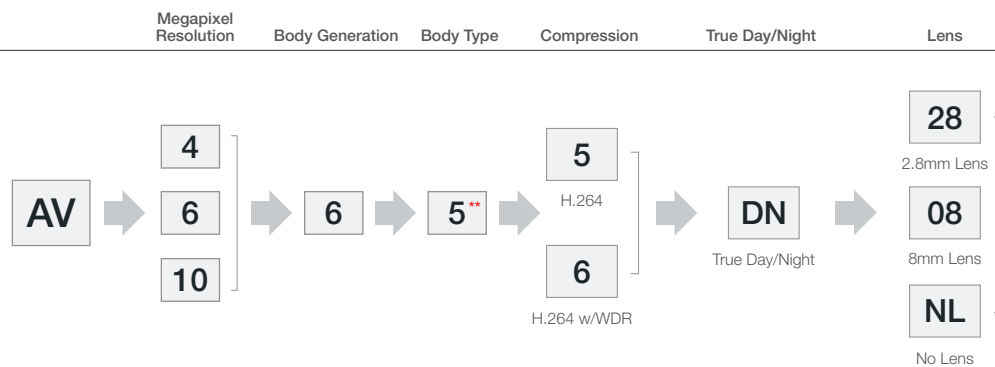 Megapixel
Resolution
Body Generation
Body Type
Compression
True Day/Night
Lens
AV
4
6
10
6
5**
5
H.264
6
H.264 w/WDR
DN
True Day/Night
28
2.8mm Lens
08
8mm Lens
NL
No Lens